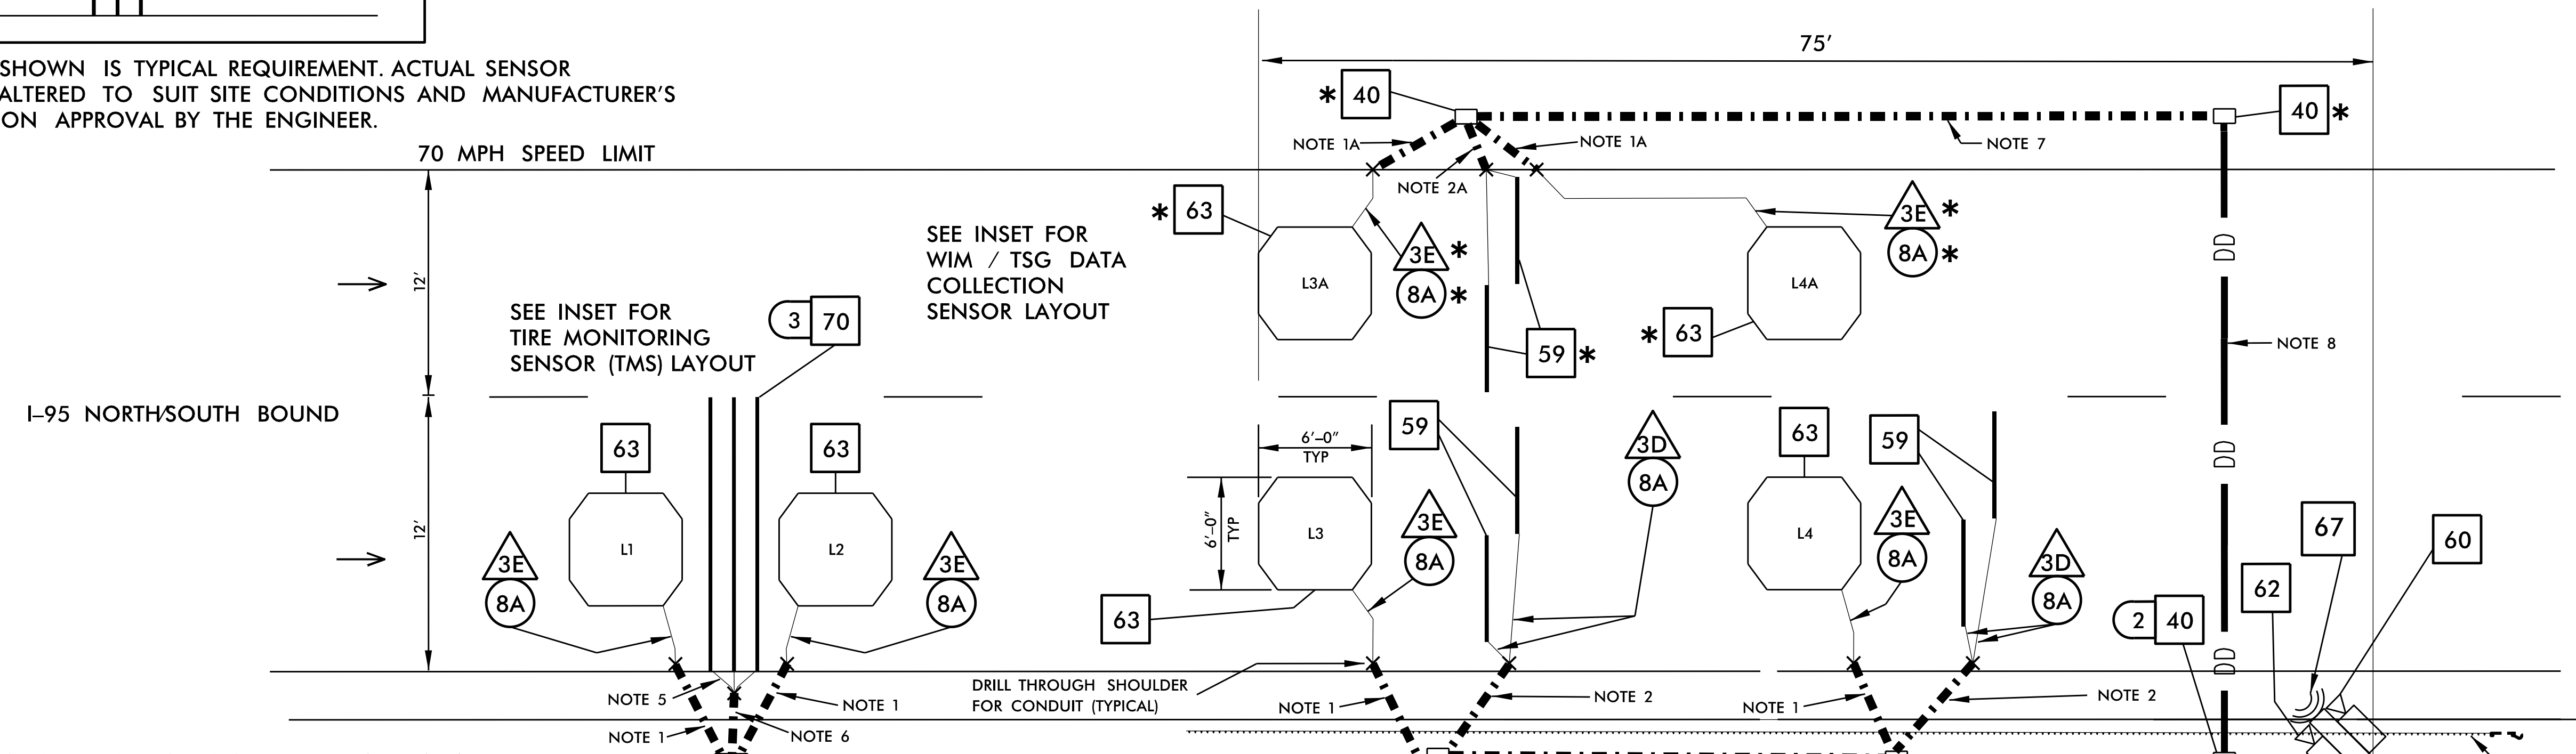 SHOWN IS TYPICAL REQUIREMENT. ACTUAL SENSOR
ALTERED TO SUIT SITE CONDITIONS AND MANUFACTURER'S
ON APPROVAL BY THE ENGINEER.
75'
* 40
40 *
NOTE 1A
NOTE 1A
NOTE 7
70 MPH SPEED LIMIT
NOTE 2A
* 63
3E *
8A *
3E *
8A *
SEE INSET FOR
WIM / TSG DATA
COLLECTION
SENSOR LAYOUT
12'
L3A
L4A
SEE INSET FOR
TIRE MONITORING
SENSOR (TMS) LAYOUT
3 70
59 *
* 63
DD
NOTE 8
I-95 NORTH/SOUTH BOUND
63
63
6'-0"
TYP
59
3D
8A
63
59
DD
12'
L1
L2
6'-0"
TYP
L3
3E
8A
L4
3E
8A
67
60
3E
8A
3E
8A
3D
8A
62
63
2 40
DD
NOTE 5
NOTE 1
DRILL THROUGH SHOULDER
FOR CONDUIT (TYPICAL)
NOTE 1
NOTE 2
NOTE 1
NOTE 2
NOTE 1
NOTE 6